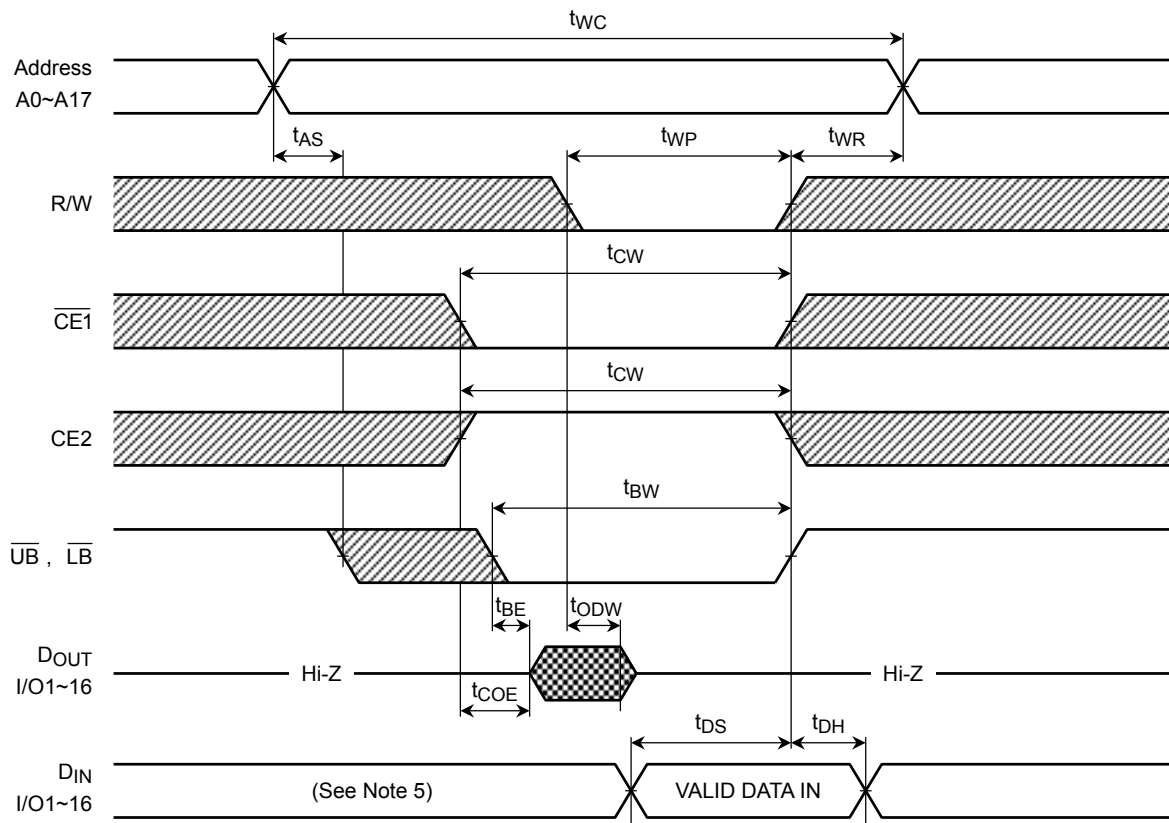 tWC
Address
A0~A17
tAS
tWP
tWR
R/W
tCW
CE1
tCW
CE2
tBW
UB , LB
tBE
tODW
DOUT
I/O1~16
Hi-Z
Hi-Z
tCOE
tDS
tDH
DIN
I/O1~16
(See Note 5)
VALID DATA IN